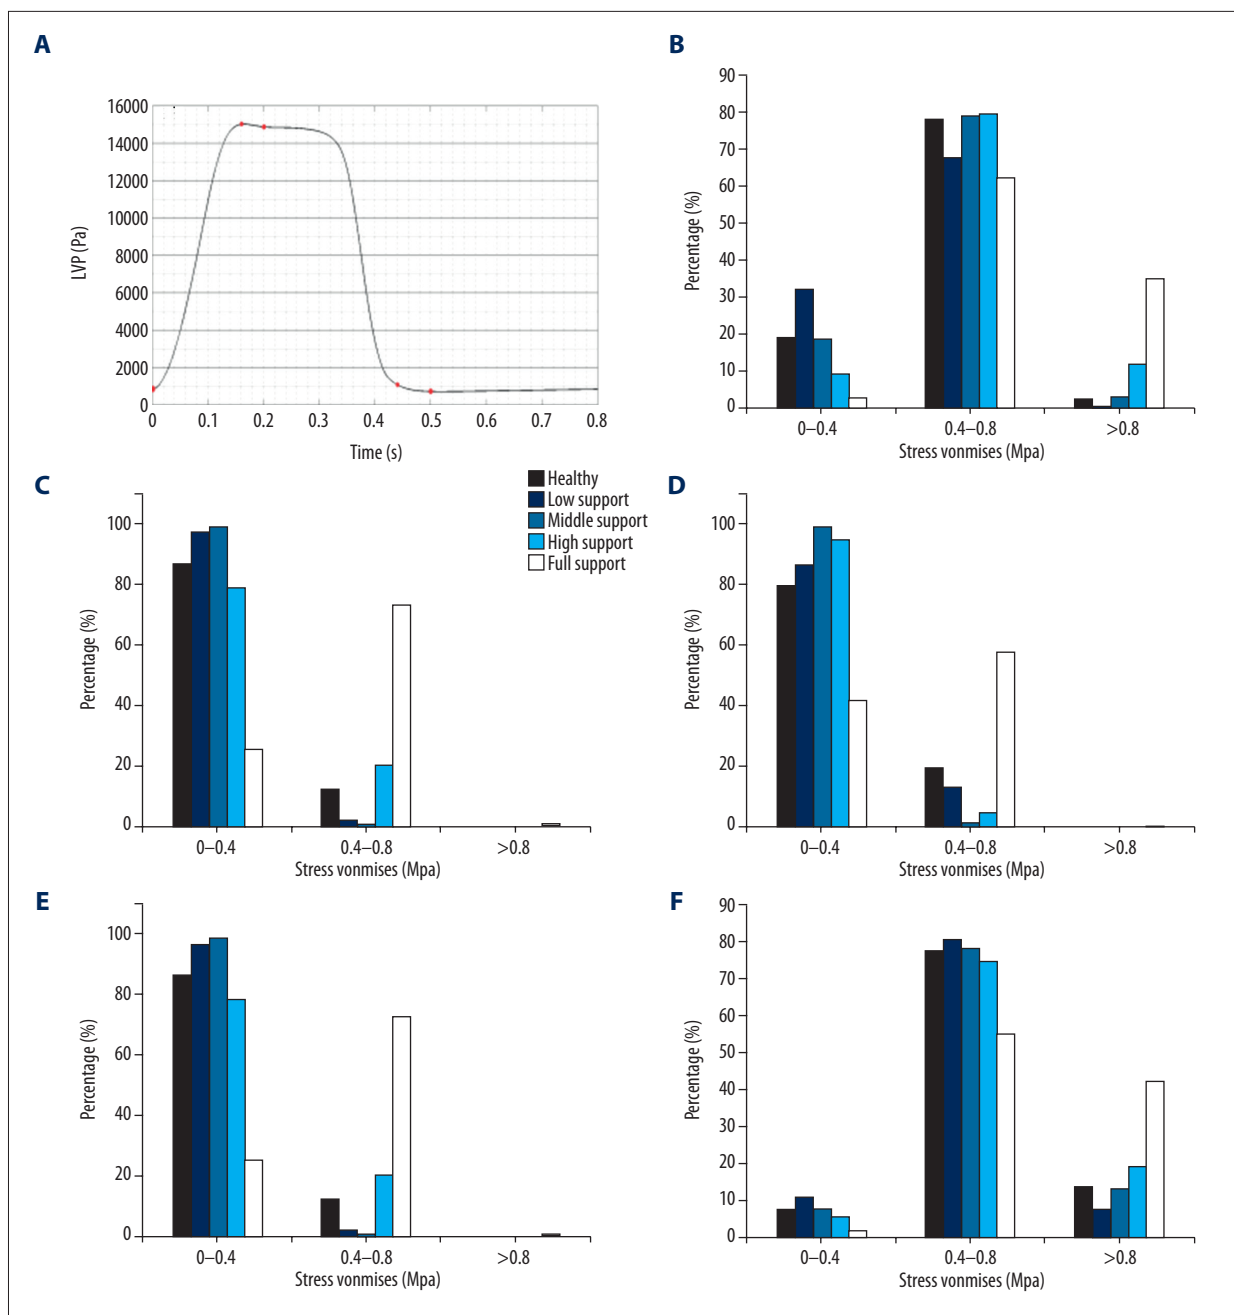 A
16000
14000
12000
10000
8000
6000
4000
2000
0
LVP (Pa)
0 0.1 0.2 0.3 0.4 0.5 0.6 0.7 0.8
Time (s)
B
90
80
70
60
50
40
30
20
10
0
Percentage (%)
0–0.4 0.4–0.8 >0.8
Stress vonmises (Mpa)
C
100
80
60
40
20
0
Percentage (%)
0–0.4 0.4–0.8 >0.8
Stress vonmises (Mpa)
Healthy
Low support
Middle support
High support
Full support
D
100
80
60
40
20
0
Percentage (%)
0–0.4 0.4–0.8 >0.8
Stress vonmises (Mpa)
E
100
80
60
40
20
0
Percentage (%)
0–0.4 0.4–0.8 >0.8
Stress vonmises (Mpa)
F
90
80
70
60
50
40
30
20
10
0
Percentage (%)
0–0.4 0.4–0.8 >0.8
Stress vonmises (Mpa)